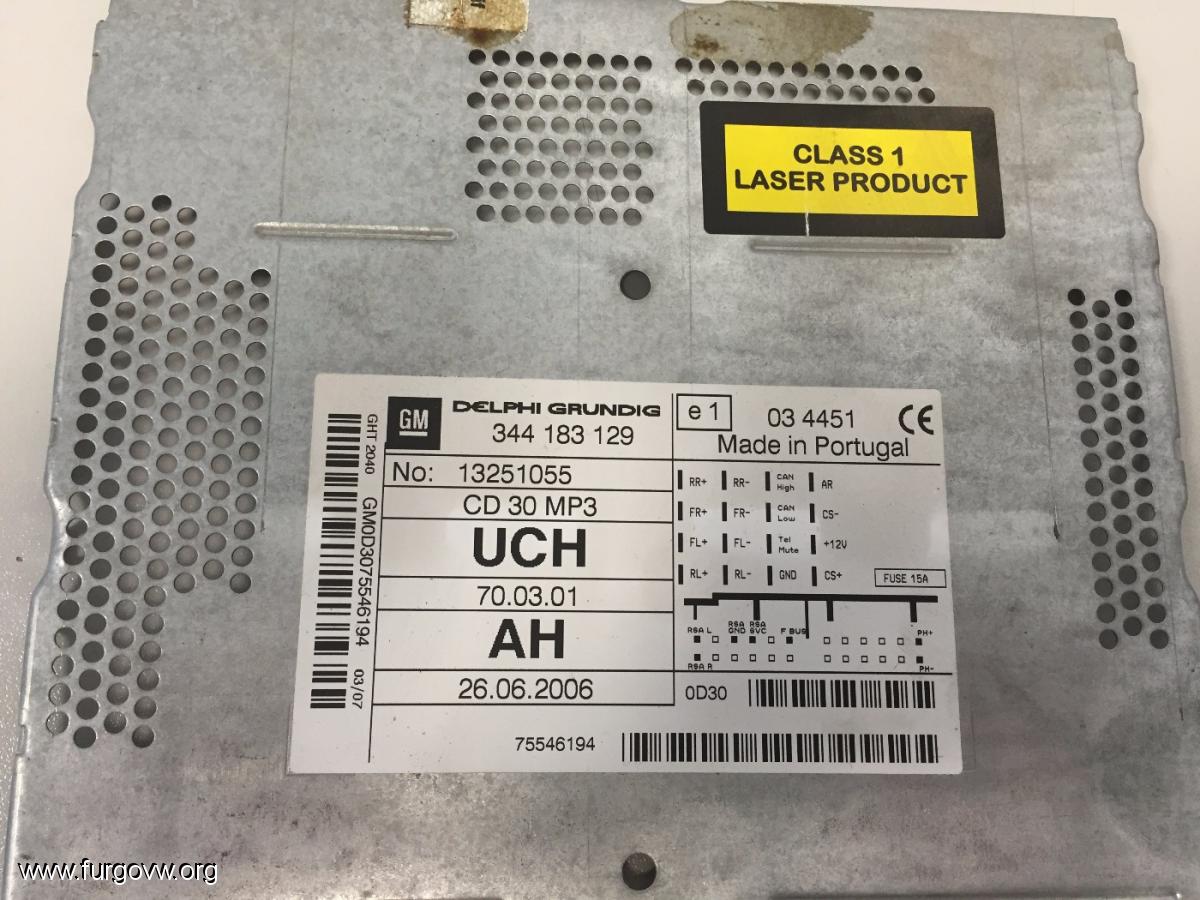 CLASS 1
LASER PRODUCT
GM
DELPHI GRUNDIG
344 183 129
No: 13251055
CD 30 MP3
UCH
70.03.01
AH
26.06.2006
e 1
03 4451
CE
Made in Portugal
RR+ RR- CAN High AR
FR+ FR- CAN Low CS-
FL+ FL- Tel Mute +12V
RL+ RL- GND CS+
FUSE 15A
RSA L RSA GND RSA SVC F BUS PH+
RSA R PH-
0D30
75546194
GHT 2040
GM0D3075546194
03/07
www.furgovw.org